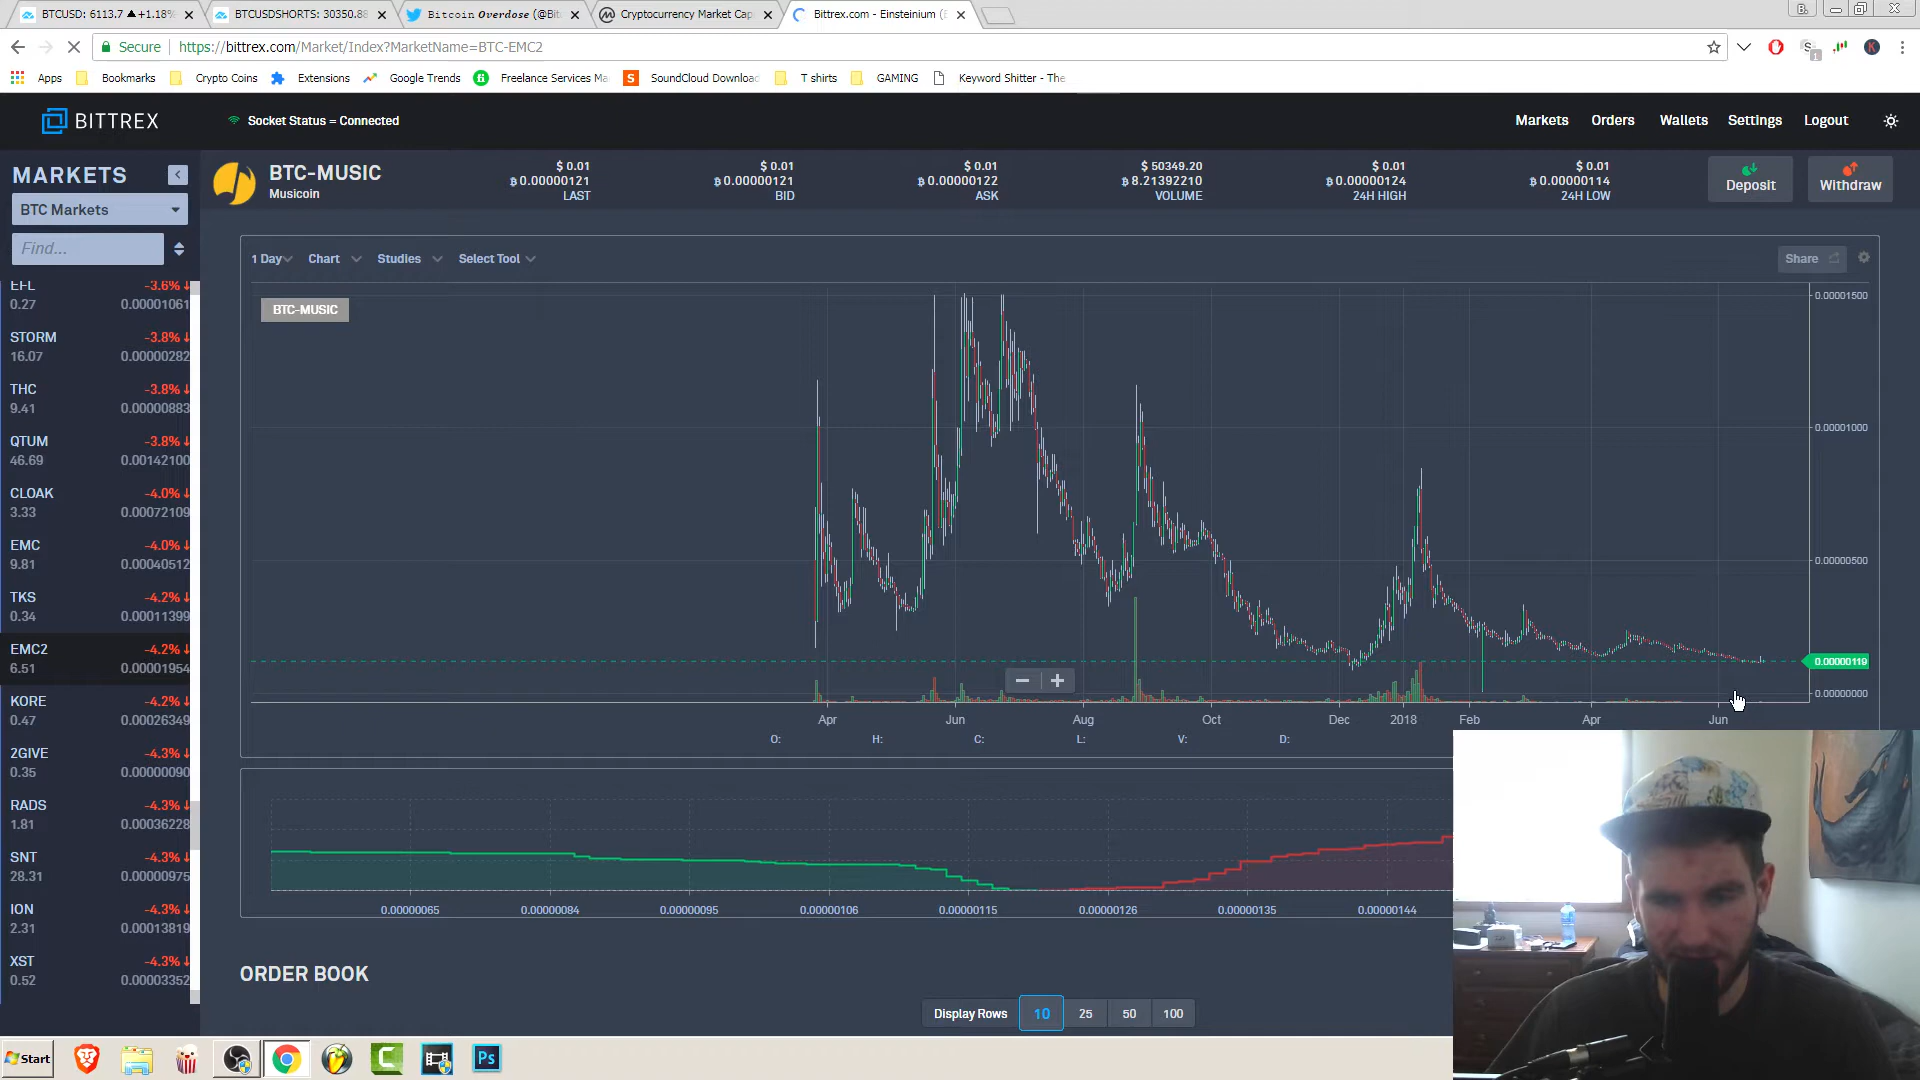 BTCUSD: 6113.7 ▲+1.18%
BTCUSDSHORTS: 30350.88
Bitcoin Overdose (@Bit
Cryptocurrency Market Cap
Bittrex.com - Einsteinium (E
Secure
https://bittrex.com/Market/Index?MarketName=BTC-EMC2
Apps
Bookmarks
Crypto Coins
Extensions
Google Trends
Freelance Services Ma
SoundCloud Download
T shirts
GAMING
Keyword Shitter - The
BITTREX
Socket Status = Connected
Markets
Orders
Wallets
Settings
Logout
MARKETS
BTC Markets
Find...
EFL -3.6%↓
0.27 0.00001061
STORM -3.8%↓
16.07 0.00000282
THC -3.8%↓
9.41 0.00000883
QTUM -3.8%↓
46.69 0.00142100
CLOAK -4.0%↓
3.33 0.00072109
EMC -4.0%↓
9.81 0.00040512
TKS -4.2%↓
0.34 0.00011399
EMC2 -4.2%↓
6.51 0.00001954
KORE -4.2%↓
0.47 0.00026349
2GIVE -4.3%↓
0.35 0.00000090
RADS -4.3%↓
1.81 0.00036228
SNT -4.3%↓
28.31 0.00000975
ION -4.3%↓
2.31 0.00013819
XST -4.3%↓
0.52 0.00003352
BTC-MUSIC
Musicoin
$ 0.01
฿ 0.00000121
LAST
$ 0.01
฿ 0.00000121
BID
$ 0.01
฿ 0.00000122
ASK
$ 50349.20
฿ 8.21392210
VOLUME
$ 0.01
฿ 0.00000124
24H HIGH
$ 0.01
฿ 0.00000114
24H LOW
Deposit
Withdraw
1 Day
Chart
Studies
Select Tool
Share
BTC-MUSIC
0.00001500
0.00001000
0.00000500
0.00000119
0.00000000
Apr Jun Aug Oct Dec 2018 Feb Apr Jun
O: H: C: L: V: D:
0.00000065 0.00000084 0.00000095 0.00000106 0.00000115 0.00000126 0.00000135 0.00000144
ORDER BOOK
Display Rows 10 25 50 100
Start
Ps